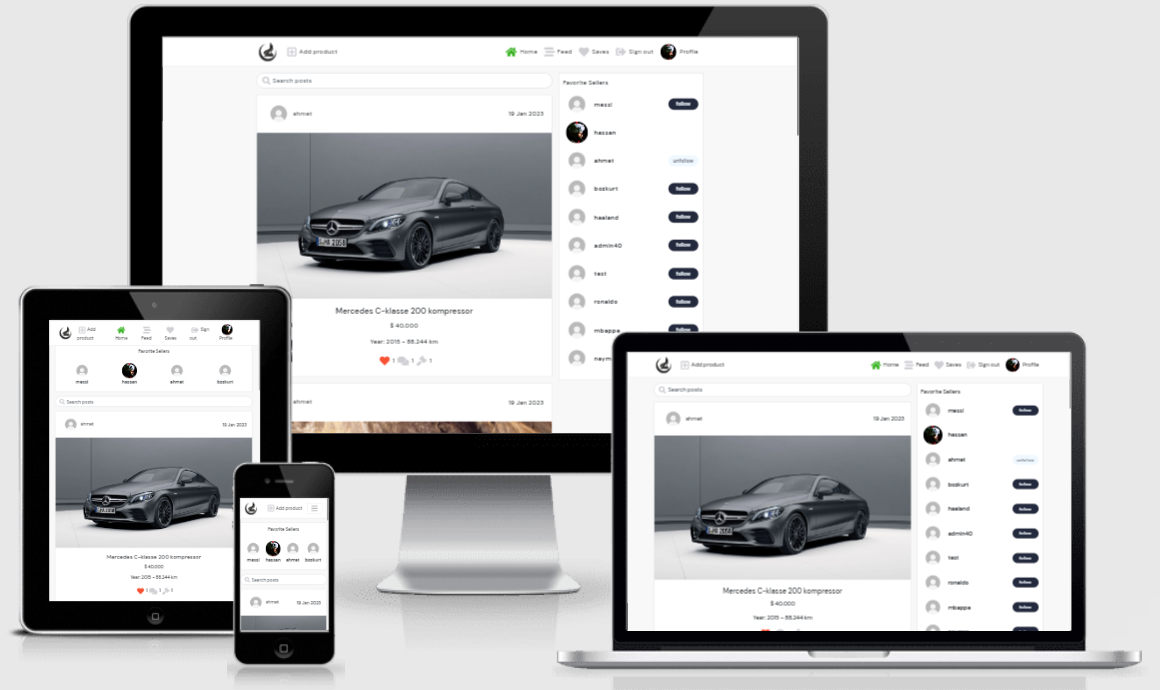 Add product
Home Feed Saves Sign out Profile
Search posts
Favorite Sellers
ahmet
19 Jan 2023
messi follow
hassan
ahmet unfollow
boskurt follow
haaland follow
admin40 follow
test follow
ronaldo follow
mbappe
naym
Mercedes C-klasse 200 kompressor
$ 40.000
Year: 2015 - 88.244 km
1 1 1
ahmet
19 Jan 2023
Add product
Home
Feed
Saves
Sign out
Profile
Favorite Sellers
messi
hassan
ahmet
boskurt
Search posts
ahmet
19 Jan 2023
Mercedes C-klasse 200 kompressor
$ 40.000
Year: 2015 - 88.244 km
Add product
Favorite Sellers
messi
hassan
ahmet
boskurt
Search posts
ahmet
19 Jan 2023
Add product
Home Feed Saves Sign out Profile
Search posts
Favorite Sellers
ahmet
19 Jan 2023
messi follow
hassan
ahmet unfollow
boskurt follow
haaland follow
admin40 follow
test follow
ronaldo follow
mbappe follow
Mercedes C-klasse 200 kompressor
$ 40.000
Year: 2015 - 88.244 km